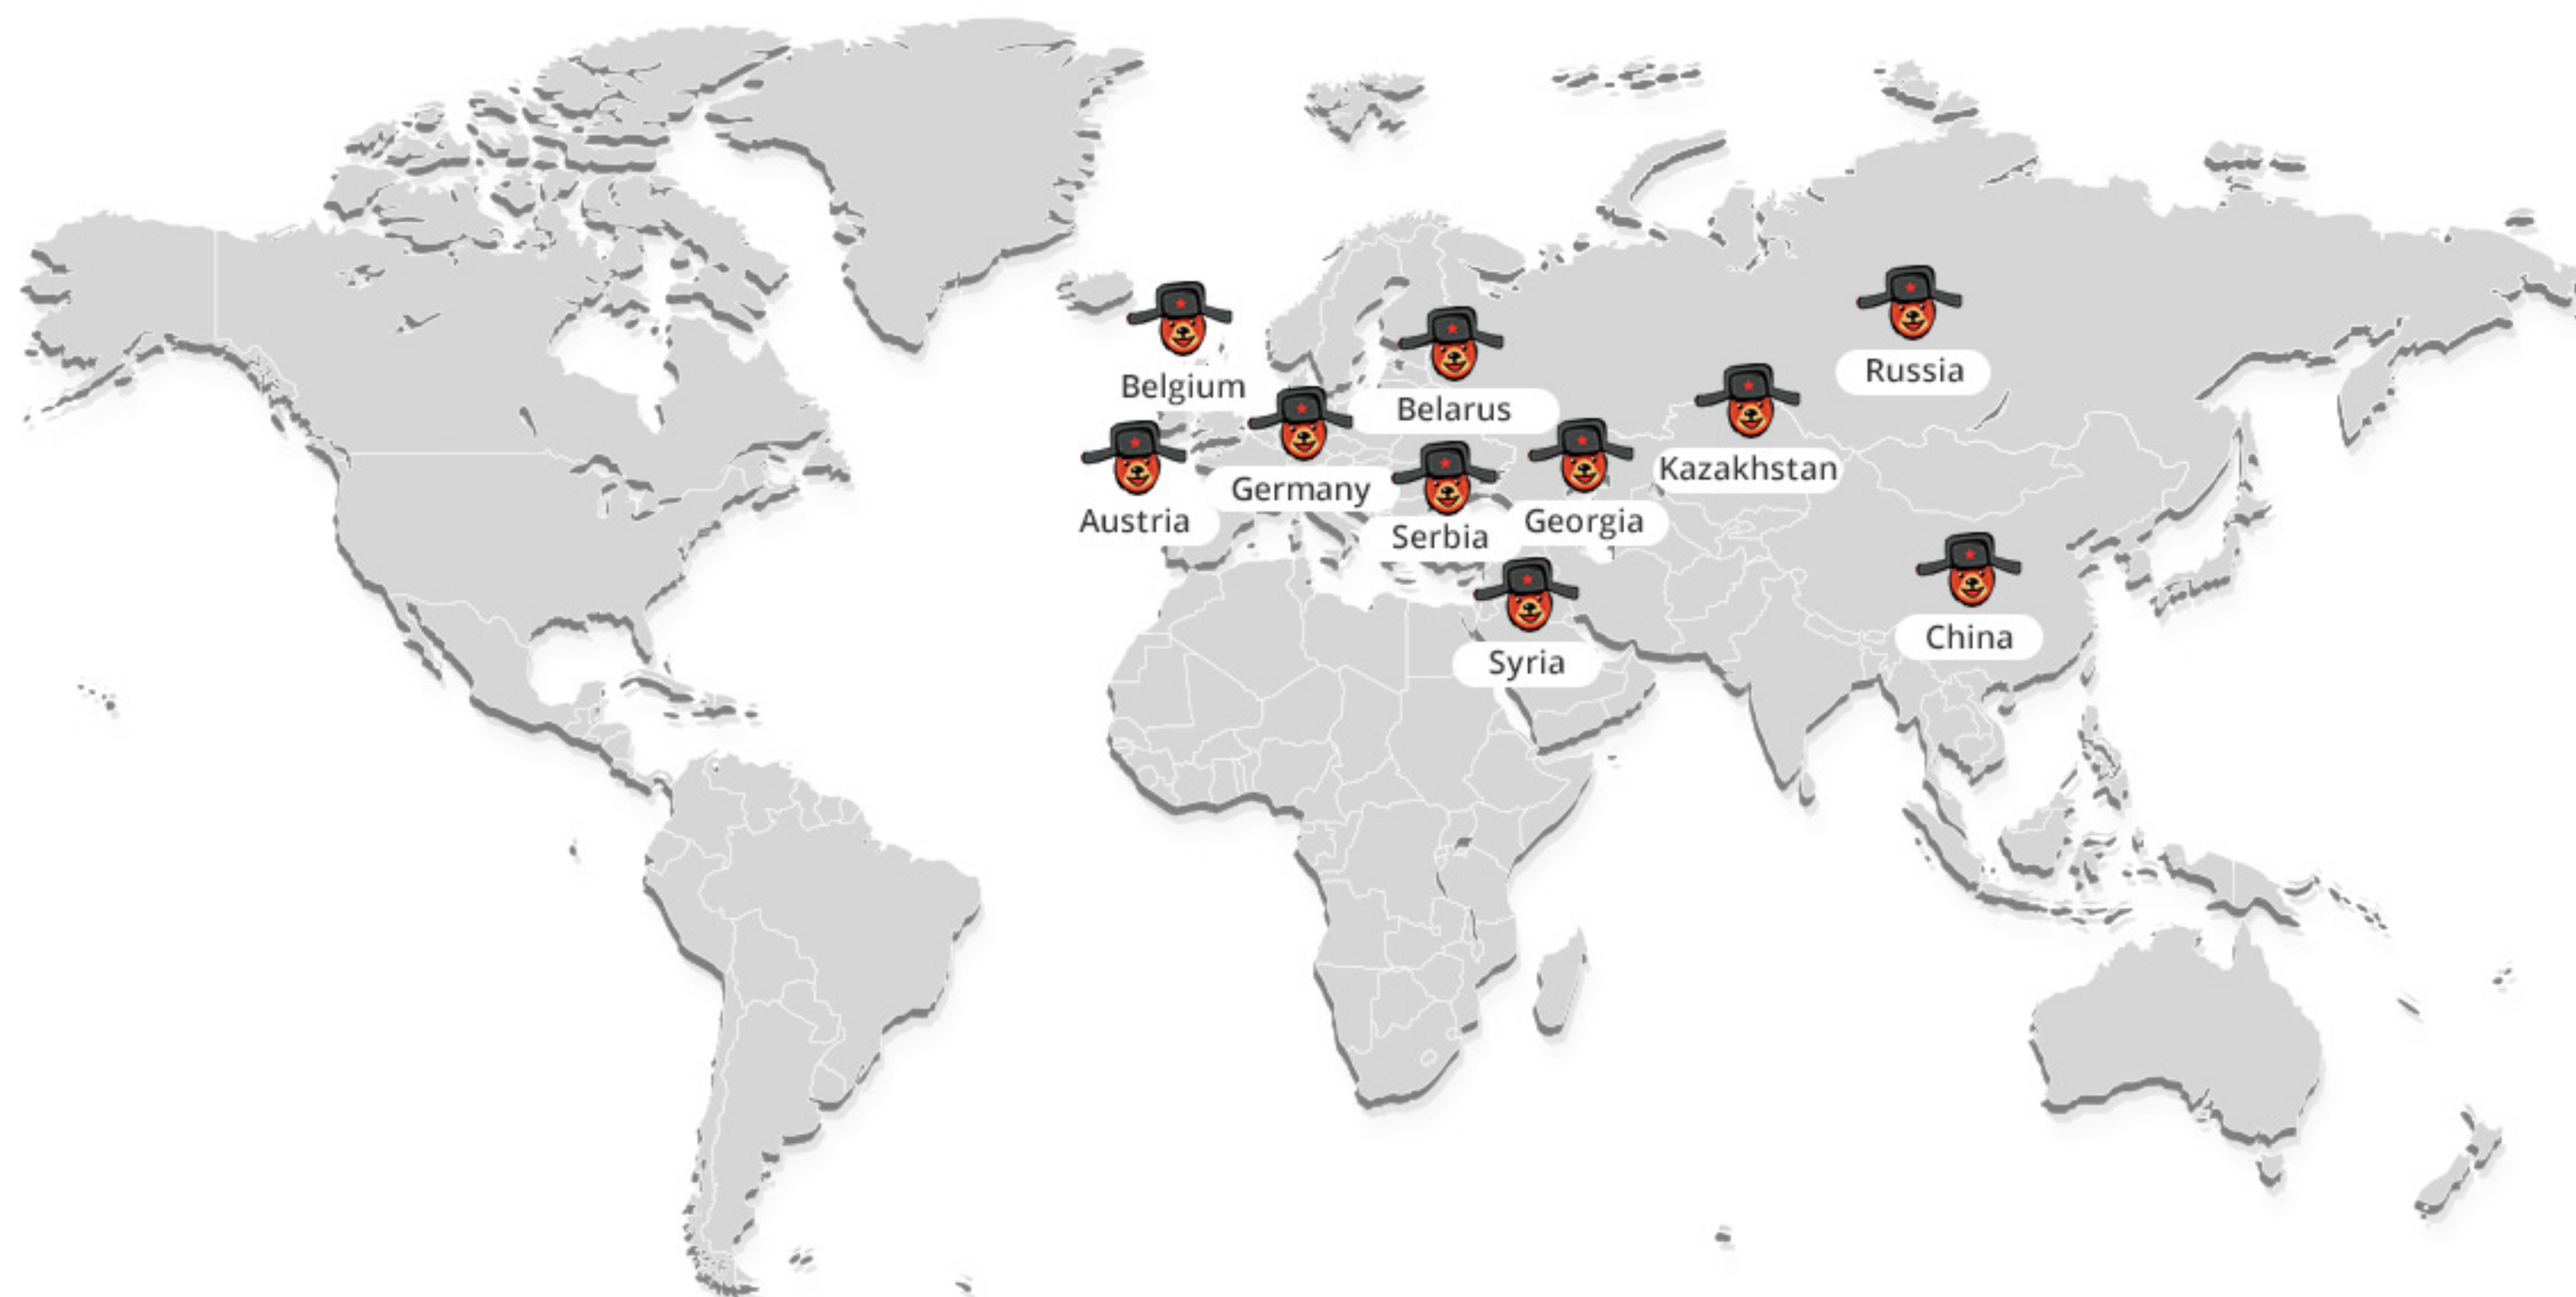 Russia
Belgium
Belarus
Kazakhstan
Germany
Austria
Georgia
Serbia
China
Syria